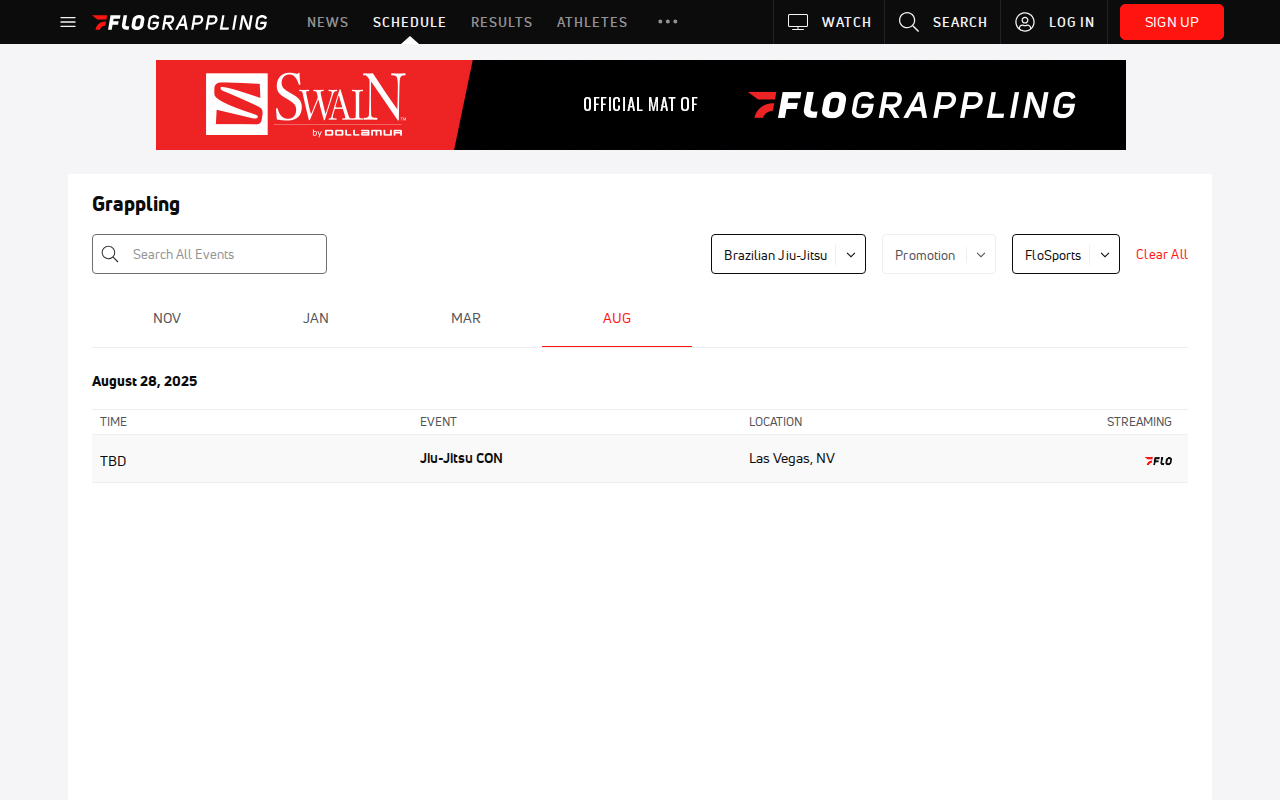 FLOGRAPPLING NEWS SCHEDULE RESULTS ATHLETES ••• WATCH SEARCH LOG IN SIGN UP
SWAIN by DOLLAMUR OFFICIAL MAT OF FLOGRAPPLING
Grappling
Search All Events Brazilian Jiu-Jitsu Promotion FloSports Clear All
NOV JAN MAR AUG
August 28, 2025
TIME EVENT LOCATION STREAMING
TBD Jiu-Jitsu CON Las Vegas, NV FLO